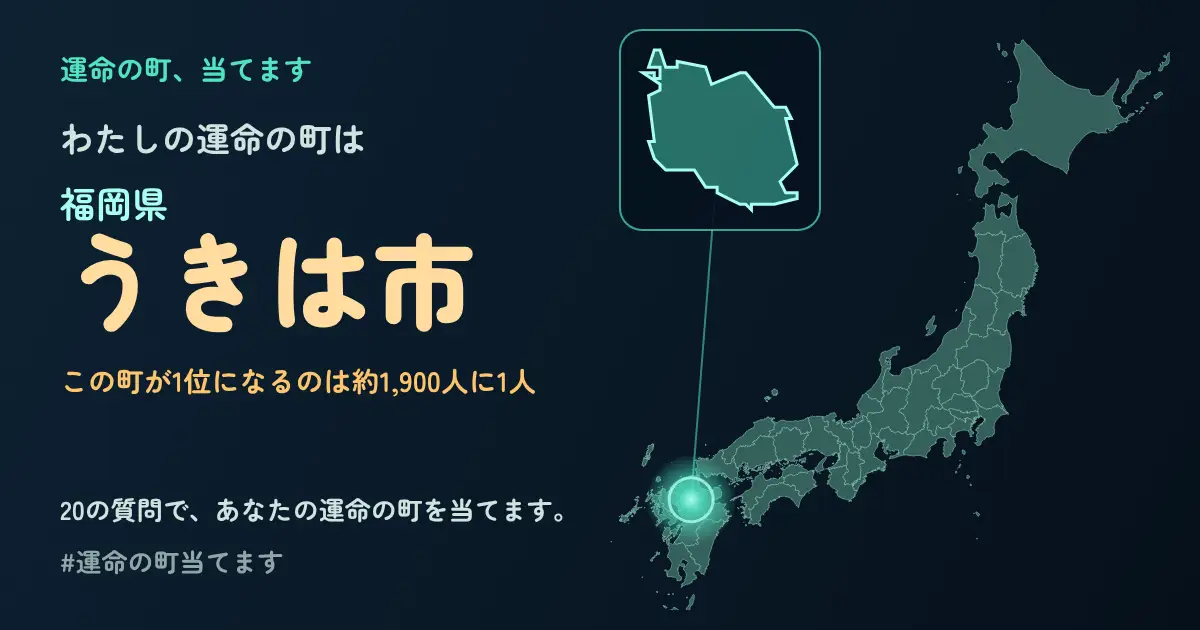 運命の町、当てます
わたしの運命の町は
福岡県
うきは市
この町が1位になるのは約1,900人に1人
20の質問で、あなたの運命の町を当てます。
#運命の町当てます